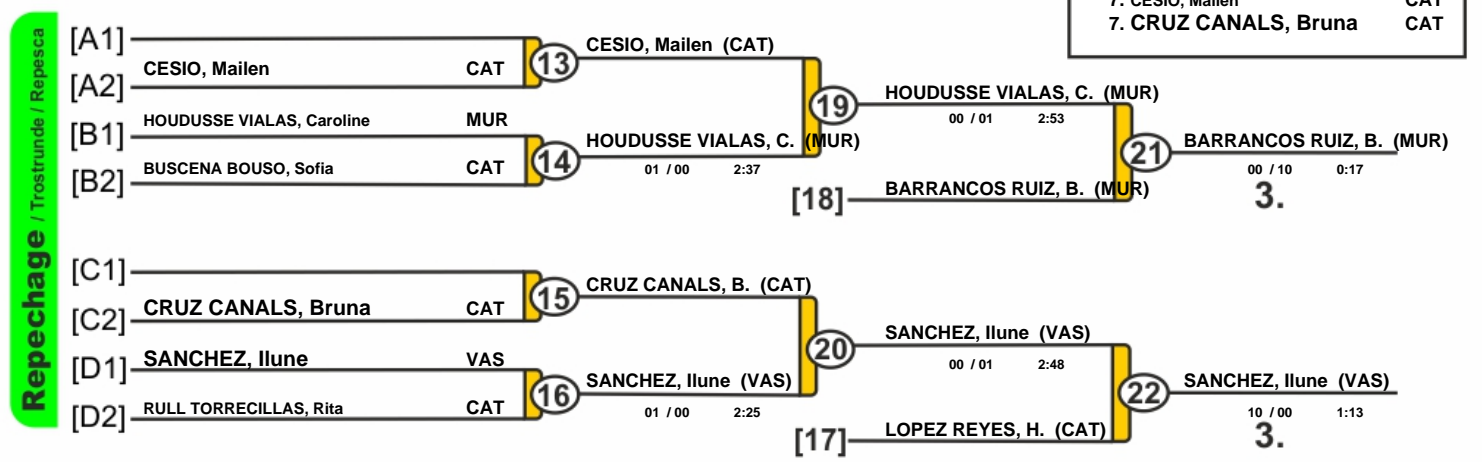 7. CESIO, Mailen CAT
7. CRUZ CANALS, Bruna CAT
Repechage / Trostrunde / Repesca
[A1]
CESIO, Mailen CAT
[A2]
13
CESIO, Mailen (CAT)
[B1]
HOUDUSSE VIALAS, Caroline MUR
BUSCENA BOUSO, Sofia CAT
[B2]
14
HOUDUSSE VIALAS, C. (MUR)
01 / 00 2:37
19
HOUDUSSE VIALAS, C. (MUR)
00 / 01 2:53
[18]
BARRANCOS RUIZ, B. (MUR)
21
BARRANCOS RUIZ, B. (MUR)
00 / 10 0:17
3.
[C1]
CRUZ CANALS, Bruna CAT
[C2]
15
CRUZ CANALS, B. (CAT)
SANCHEZ, Ilune VAS
[D1]
RULL TORRECILLAS, Rita CAT
[D2]
16
SANCHEZ, Ilune (VAS)
01 / 00 2:25
20
SANCHEZ, Ilune (VAS)
00 / 01 2:48
[17]
LOPEZ REYES, H. (CAT)
22
SANCHEZ, Ilune (VAS)
10 / 00 1:13
3.